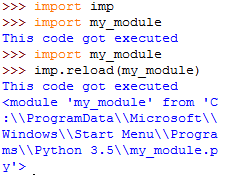 >>> import imp
>>> import my_module
This code got executed
>>> import my_module
>>> imp.reload(my_module)
This code got executed
<module 'my_module' from 'C
:\\ProgramData\\Microsoft\\
Windows\\Start Menu\\Progra
ms\\Python 3.5\\my_module.p
y'>